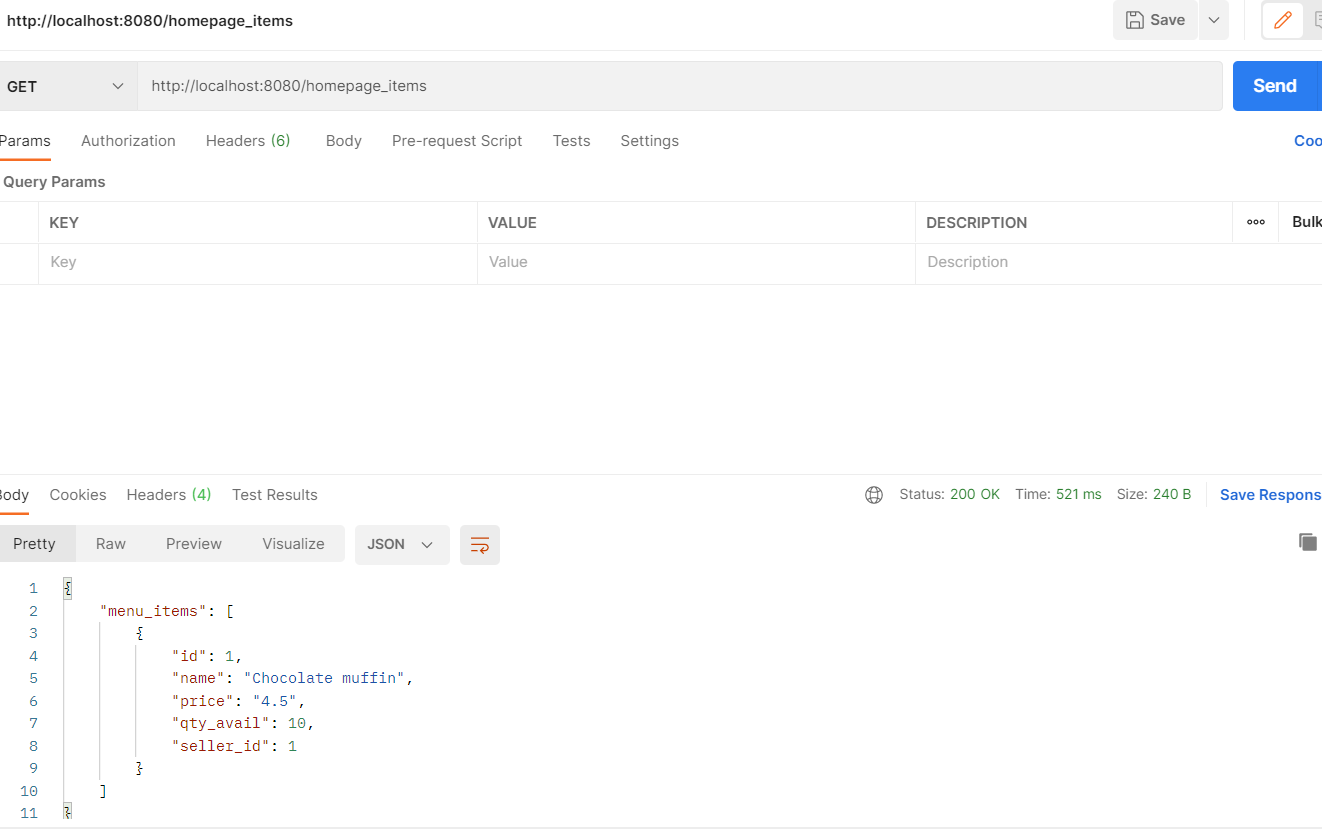 http://localhost:8080/homepage_items Save
GET http://localhost:8080/homepage_items Send
Params Authorization Headers (6) Body Pre-request Script Tests Settings Coo
Query Params
KEY VALUE DESCRIPTION ooo Bulk
Key Value Description
Body Cookies Headers (4) Test Results Status: 200 OK Time: 521 ms Size: 240 B Save Respons
Pretty Raw Preview Visualize JSON
1 {
2 "menu_items": [
3 {
4 "id": 1,
5 "name": "Chocolate muffin",
6 "price": "4.5",
7 "qty_avail": 10,
8 "seller_id": 1
9 }
10 ]
11 }